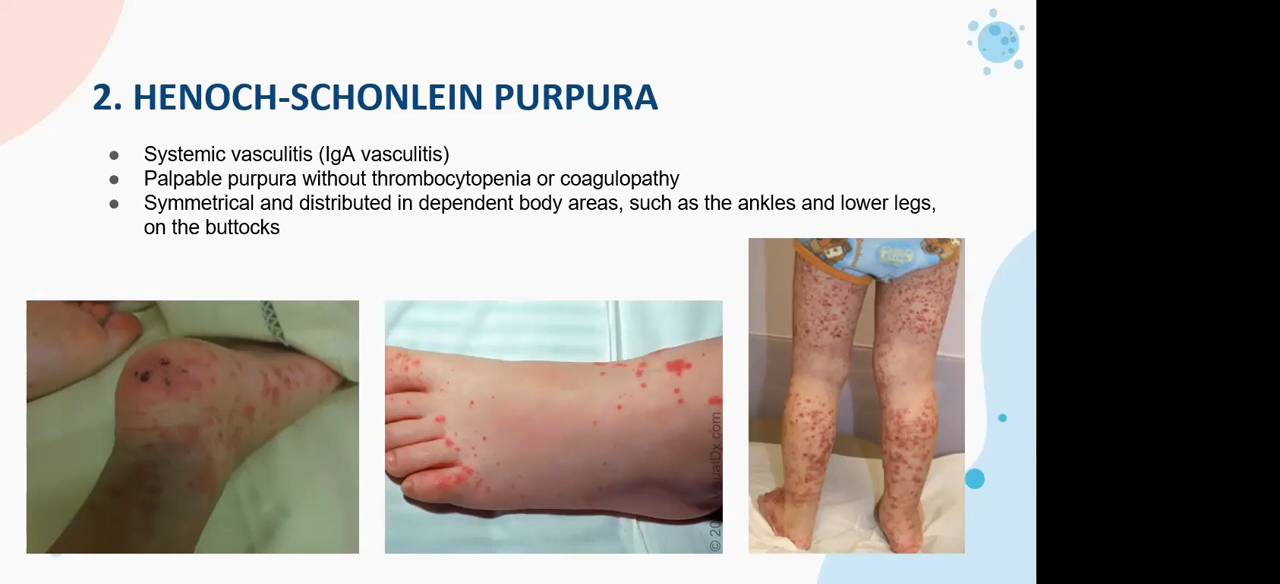 2. HENOCH-SCHONLEIN PURPURA
● Systemic vasculitis (IgA vasculitis)
● Palpable purpura without thrombocytopenia or coagulopathy
● Symmetrical and distributed in dependent body areas, such as the ankles and lower legs,
on the buttocks